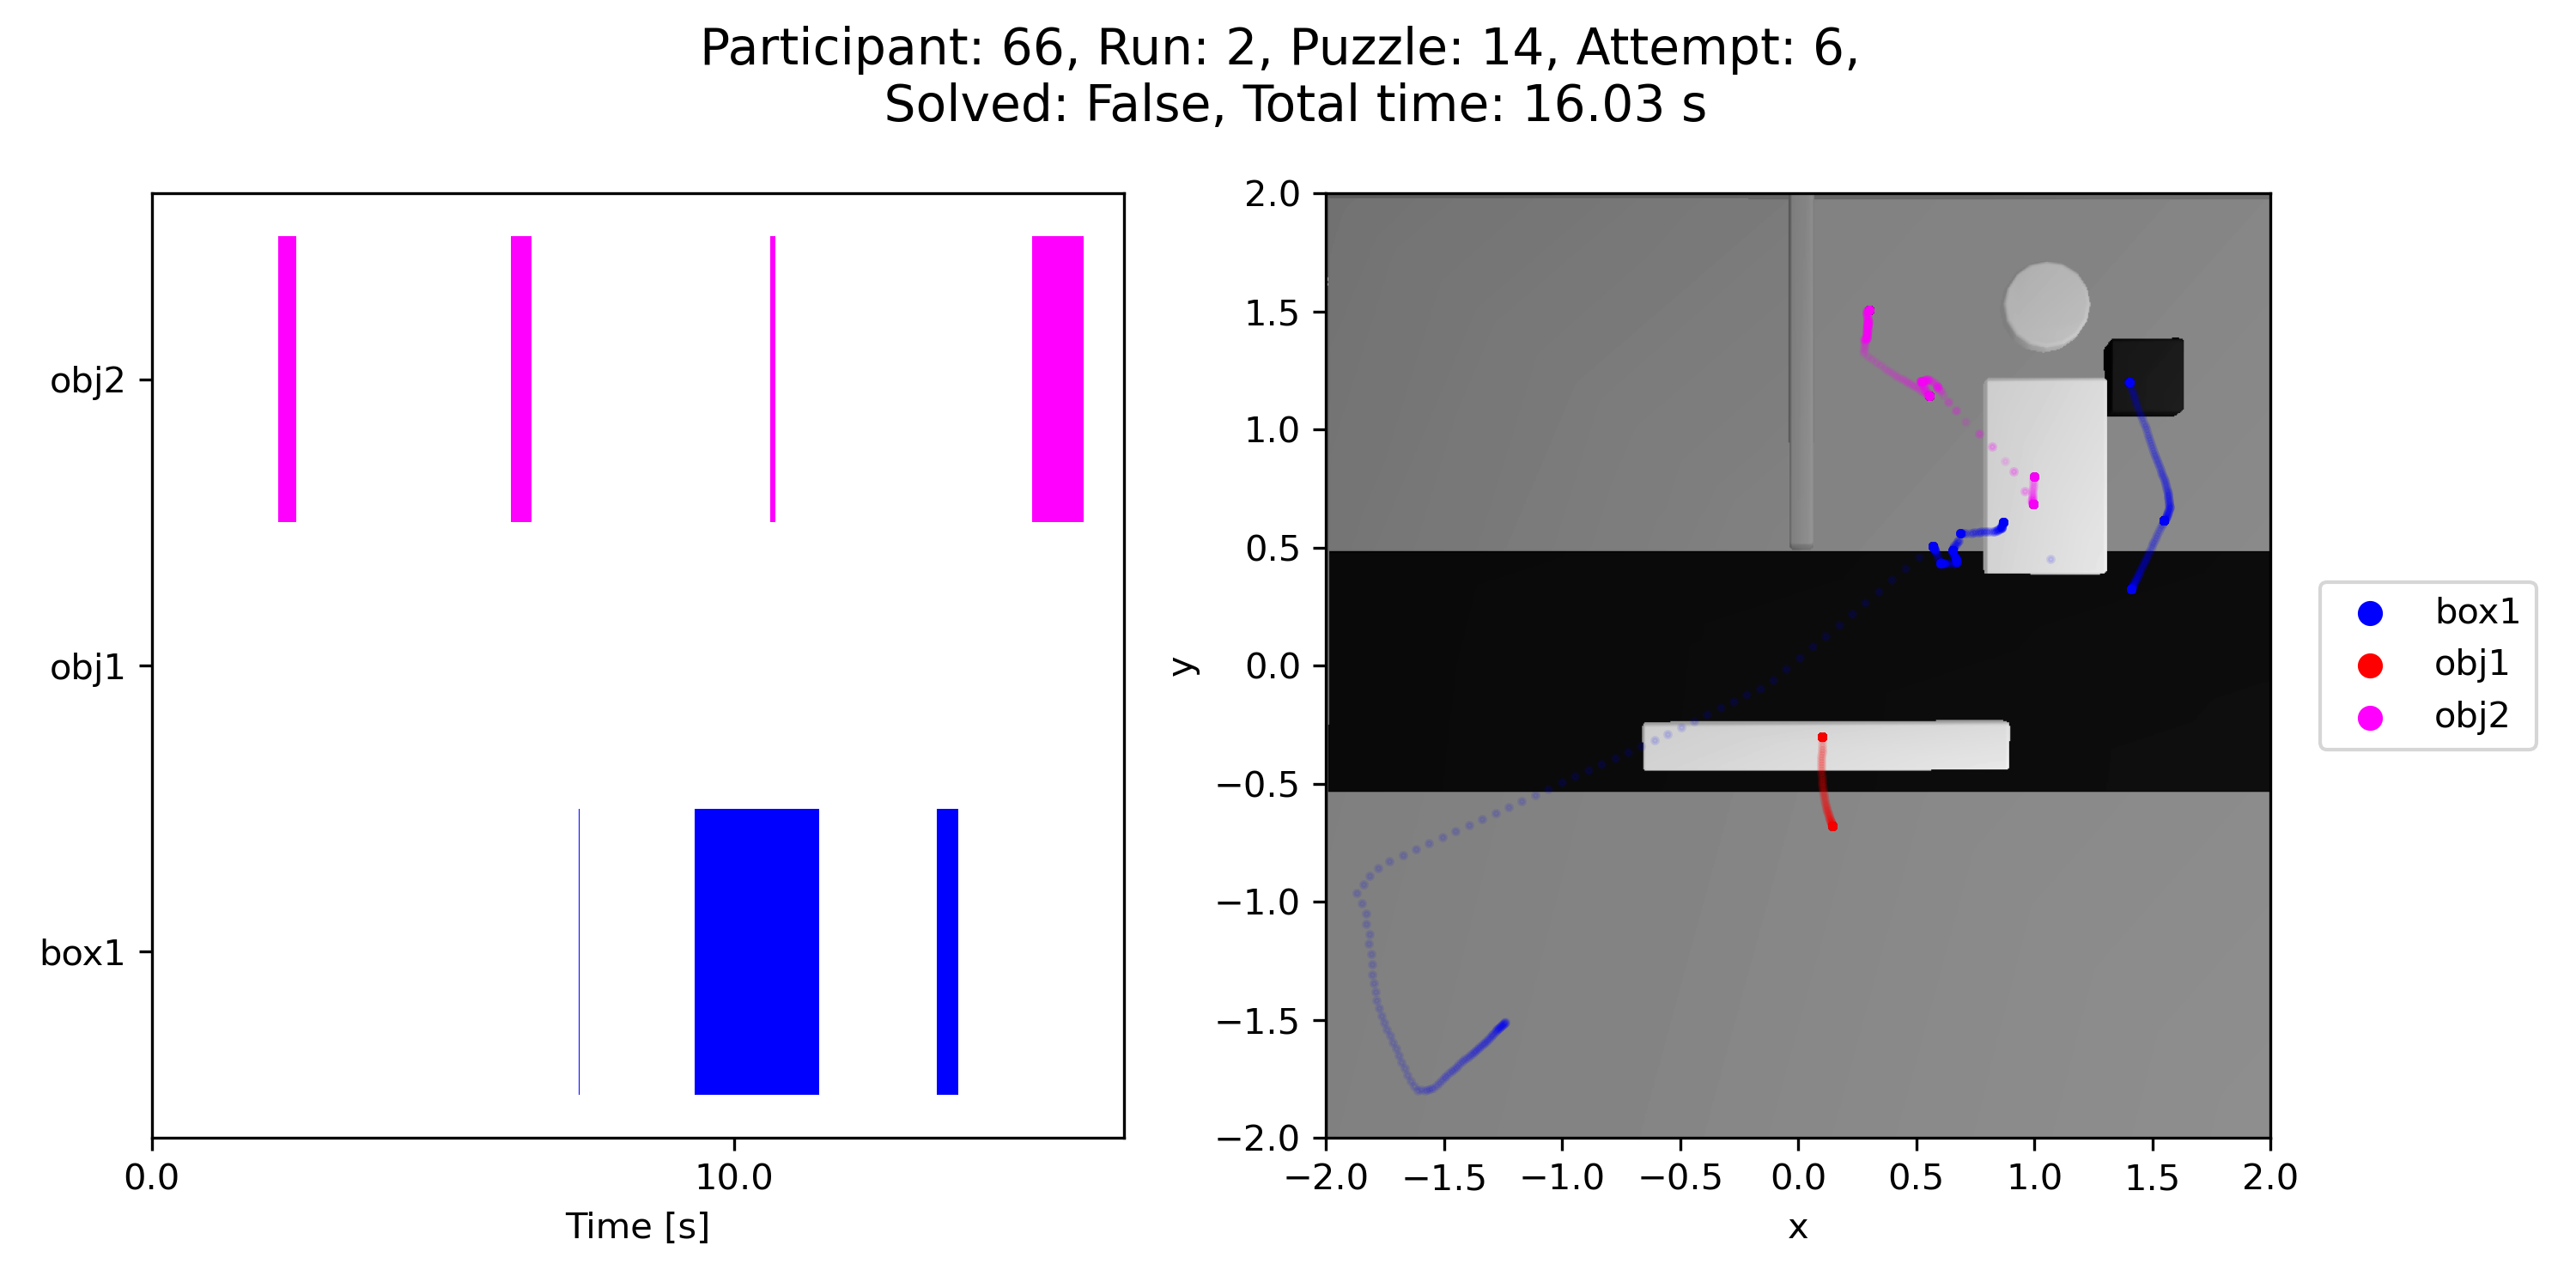 Participant: 66, Run: 2, Puzzle: 14, Attempt: 6,
Solved: False, Total time: 16.03 s
obj2
obj1
box1
0.0
10.0
Time [s]
2.0
1.5
1.0
0.5
0.0
−0.5
−1.0
−1.5
−2.0
y
−2.0
−1.5
−1.0
−0.5
0.0
0.5
1.0
1.5
2.0
x
box1
obj1
obj2